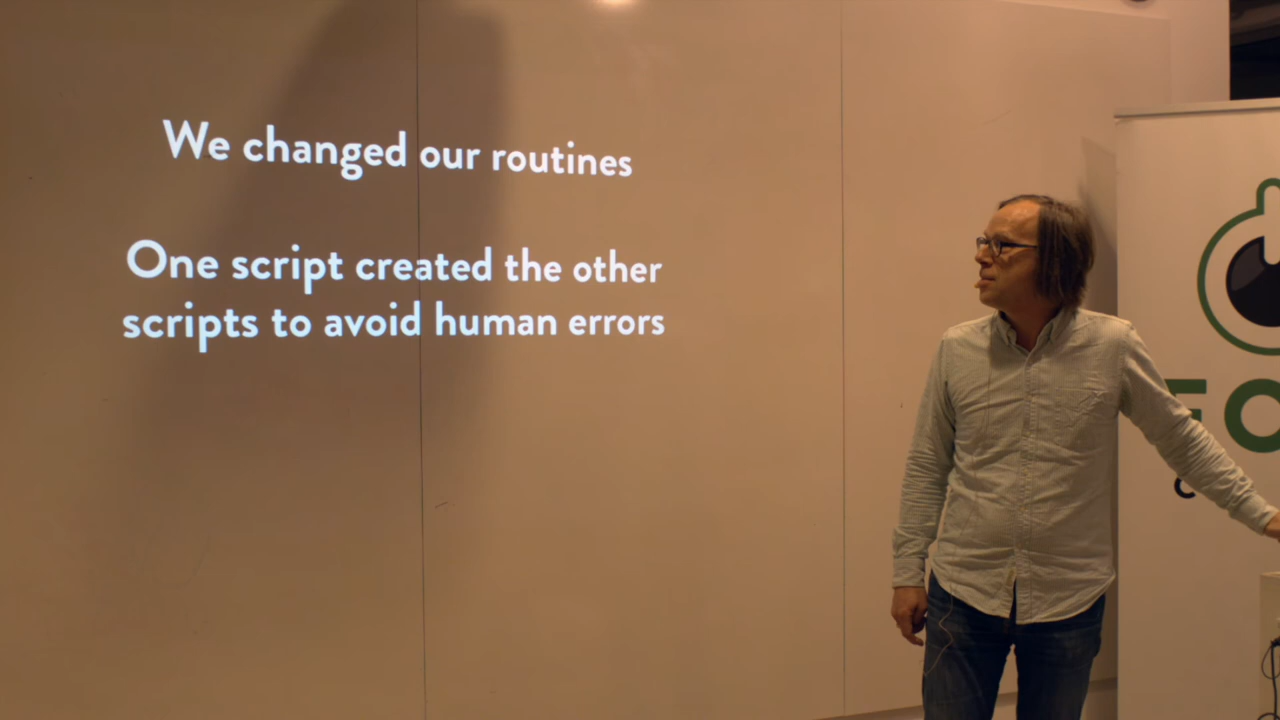 We changed our routines
One script created the other
scripts to avoid human errors